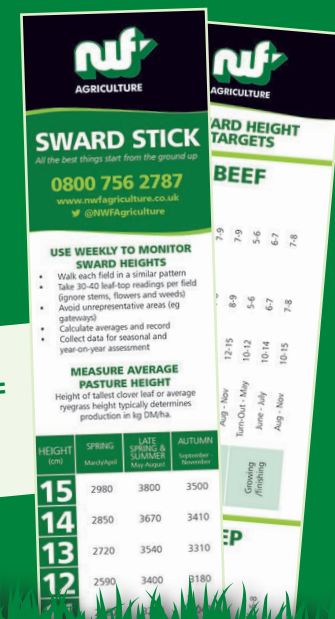 nwf
AGRICULTURE
SWARD STICK
All the best things start from the ground up
0800 756 2787
www.nwfagriculture.co.uk
@NWFAgriculture
USE WEEKLY TO MONITOR
SWARD HEIGHTS
• Walk each field in a similar pattern
• Take 30-40 leaf-top readings per field
(ignore stems, flowers and weeds)
• Avoid unrepresentative areas (eg
gateways)
• Calculate averages and record
• Collect data for seasonal and
year-on-year assessment
MEASURE AVERAGE
PASTURE HEIGHT
Height of tallest clover leaf or average
ryegrass height typically determines
production in kg DM/ha.
HEIGHT (cm) SPRING March/April LATE SPRING & SUMMER May-August AUTUMN September - November
15 2980 3800 3500
14 2850 3670 3410
13 2720 3540 3310
12 2590 3400 3180
nwf
AGRICULTURE
ARD HEIGHT
TARGETS
BEEF
7-9
7-9
5-6
6-7
7-8
12-15
8-9
5-6
6-7
7-8
10-12
10-14
10-15
Aug - Nov
Turn-Out - May
June - July
Aug - Nov
Growing
/finishing
EP